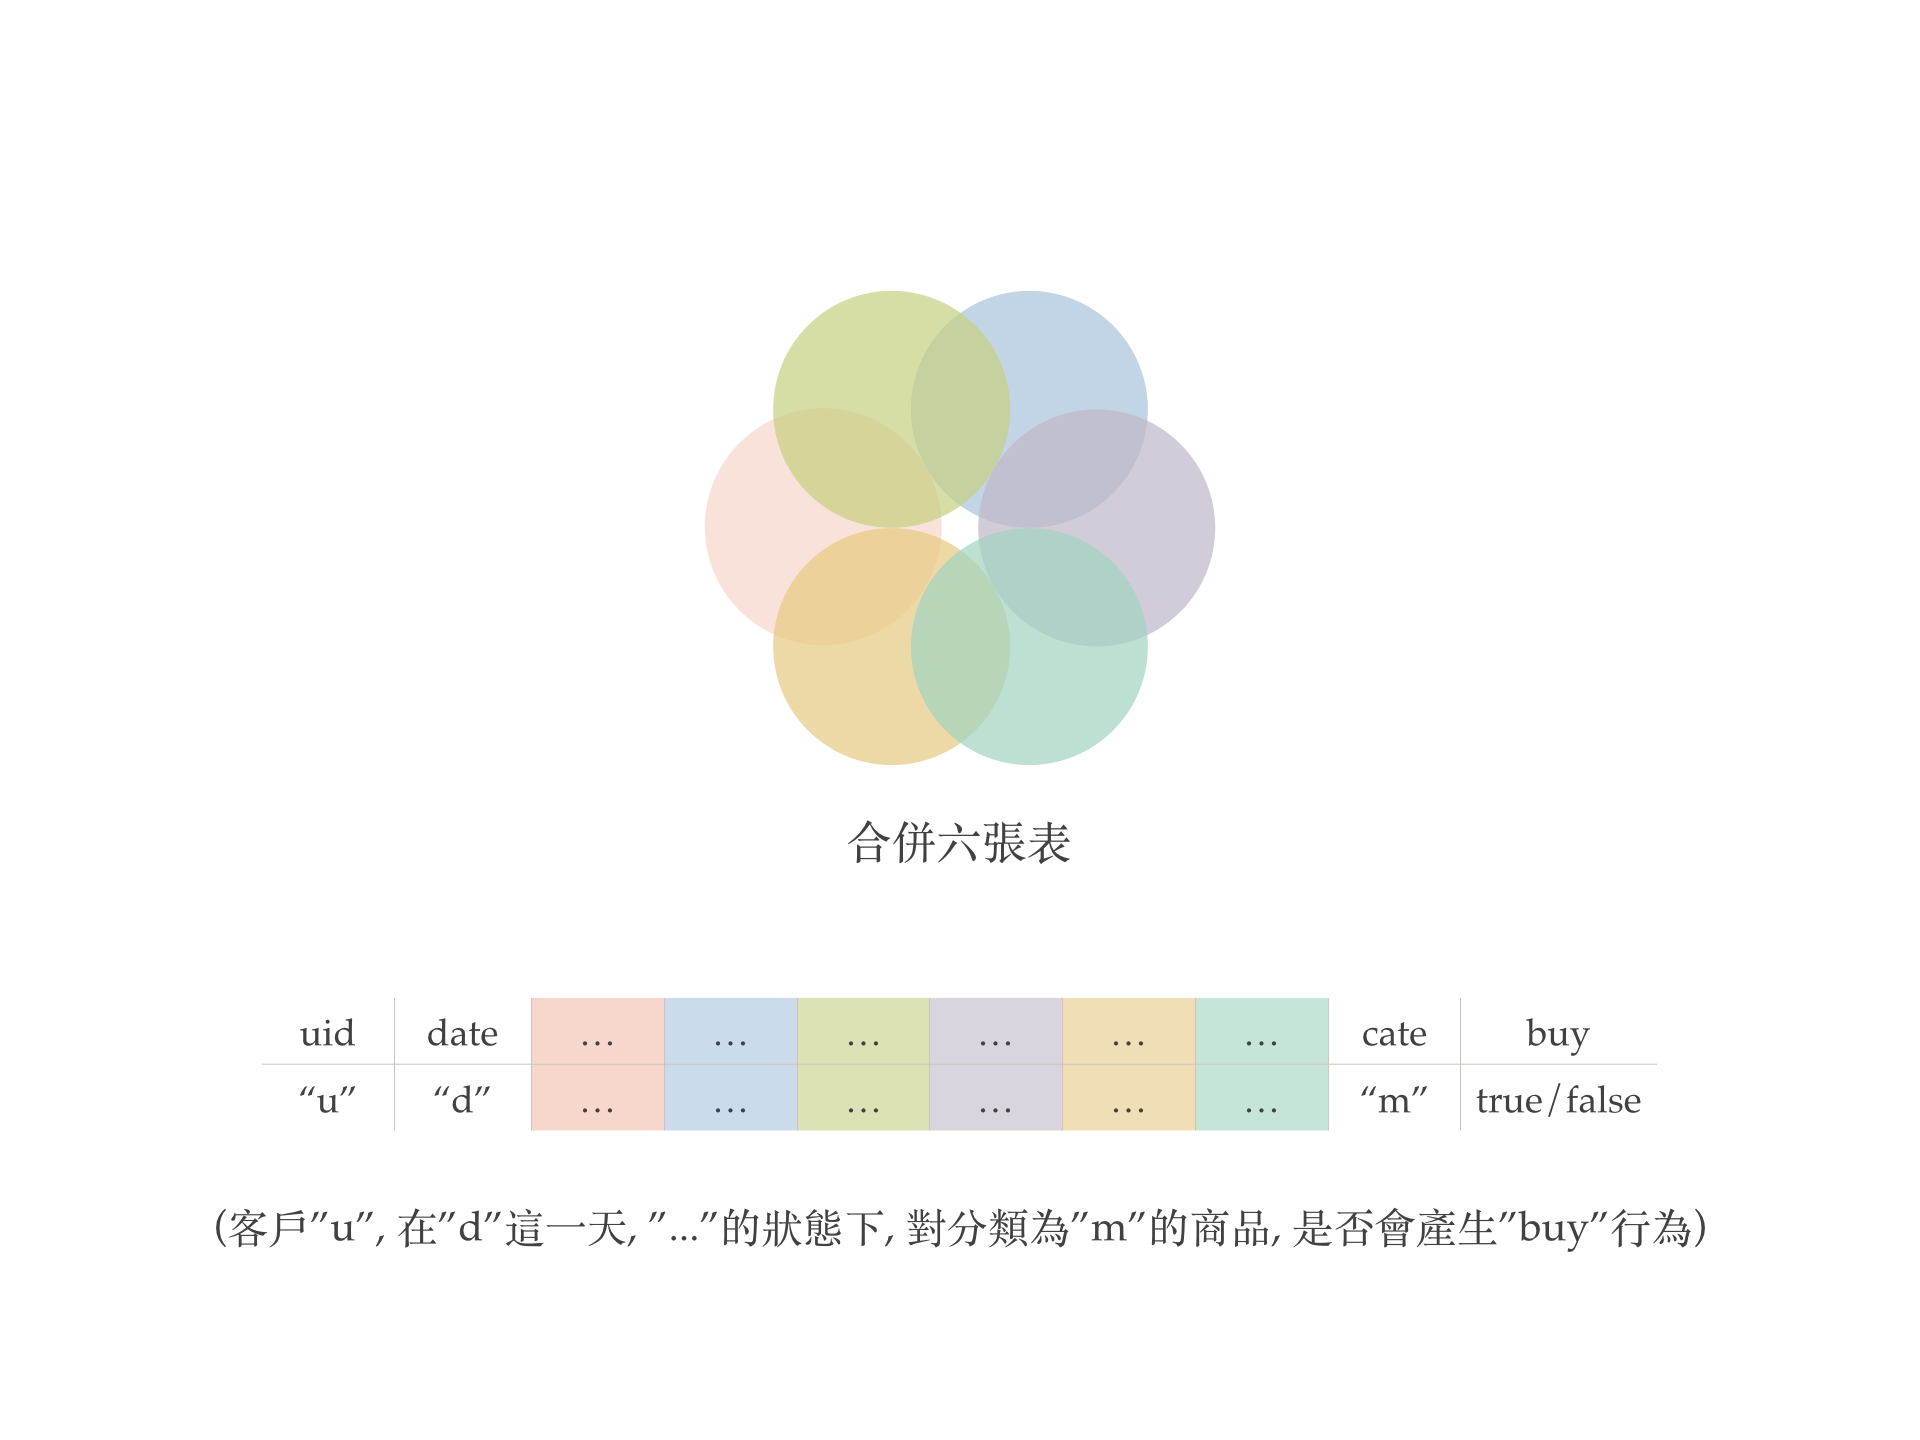 合併六張表
uid date ... ... ... ... ... ... cate buy
“u” “d” ... ... ... ... ... ... “m” true/false
(客戶”u”, 在”d”這一天, ”...”的狀態下, 對分類為”m”的商品, 是否會產生”buy”行為)